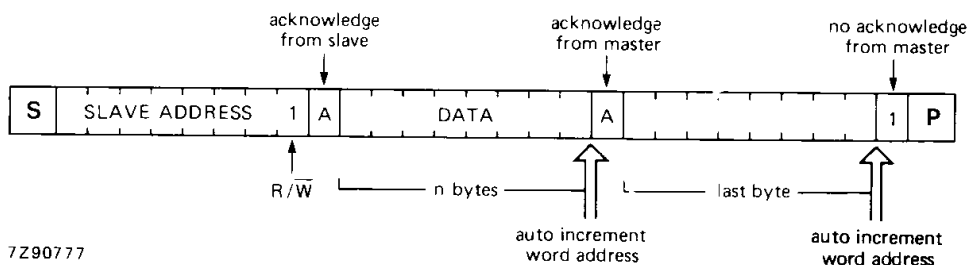 acknowledge
from slave
acknowledge
from master
no acknowledge
from master
S SLAVE ADDRESS 1 A DATA A 1 P
R/W̅
n bytes
last byte
auto increment
word address
auto increment
word address
7Z90777